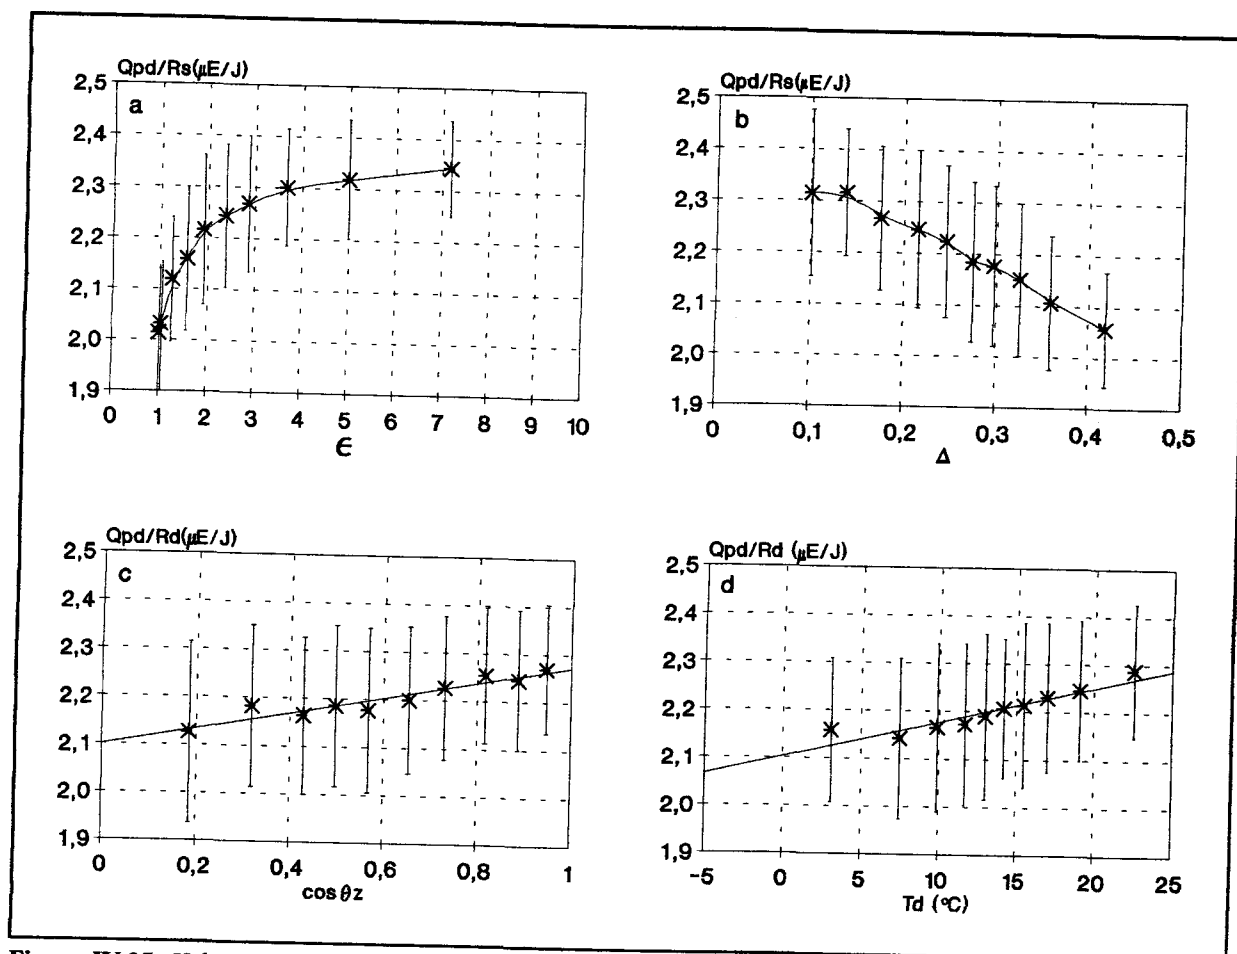 Qpd/Rs(µE/J)
a
2,5
2,4
2,3
2,2
2,1
2,0
1,9
0 1 2 3 4 5 6 7 8 9 10
ϵ
Qpd/Rs(µE/J)
b
2,5
2,4
2,3
2,2
2,1
2,0
1,9
0 0,1 0,2 0,3 0,4 0,5
Δ
Qpd/Rd(µE/J)
c
2,5
2,4
2,3
2,2
2,1
2,0
1,9
0 0,2 0,4 0,6 0,8 1
cosθz
Qpd/Rd (µE/J)
d
2,5
2,4
2,3
2,2
2,1
2,0
1,9
-5 0 5 10 15 20 25
Td (°C)